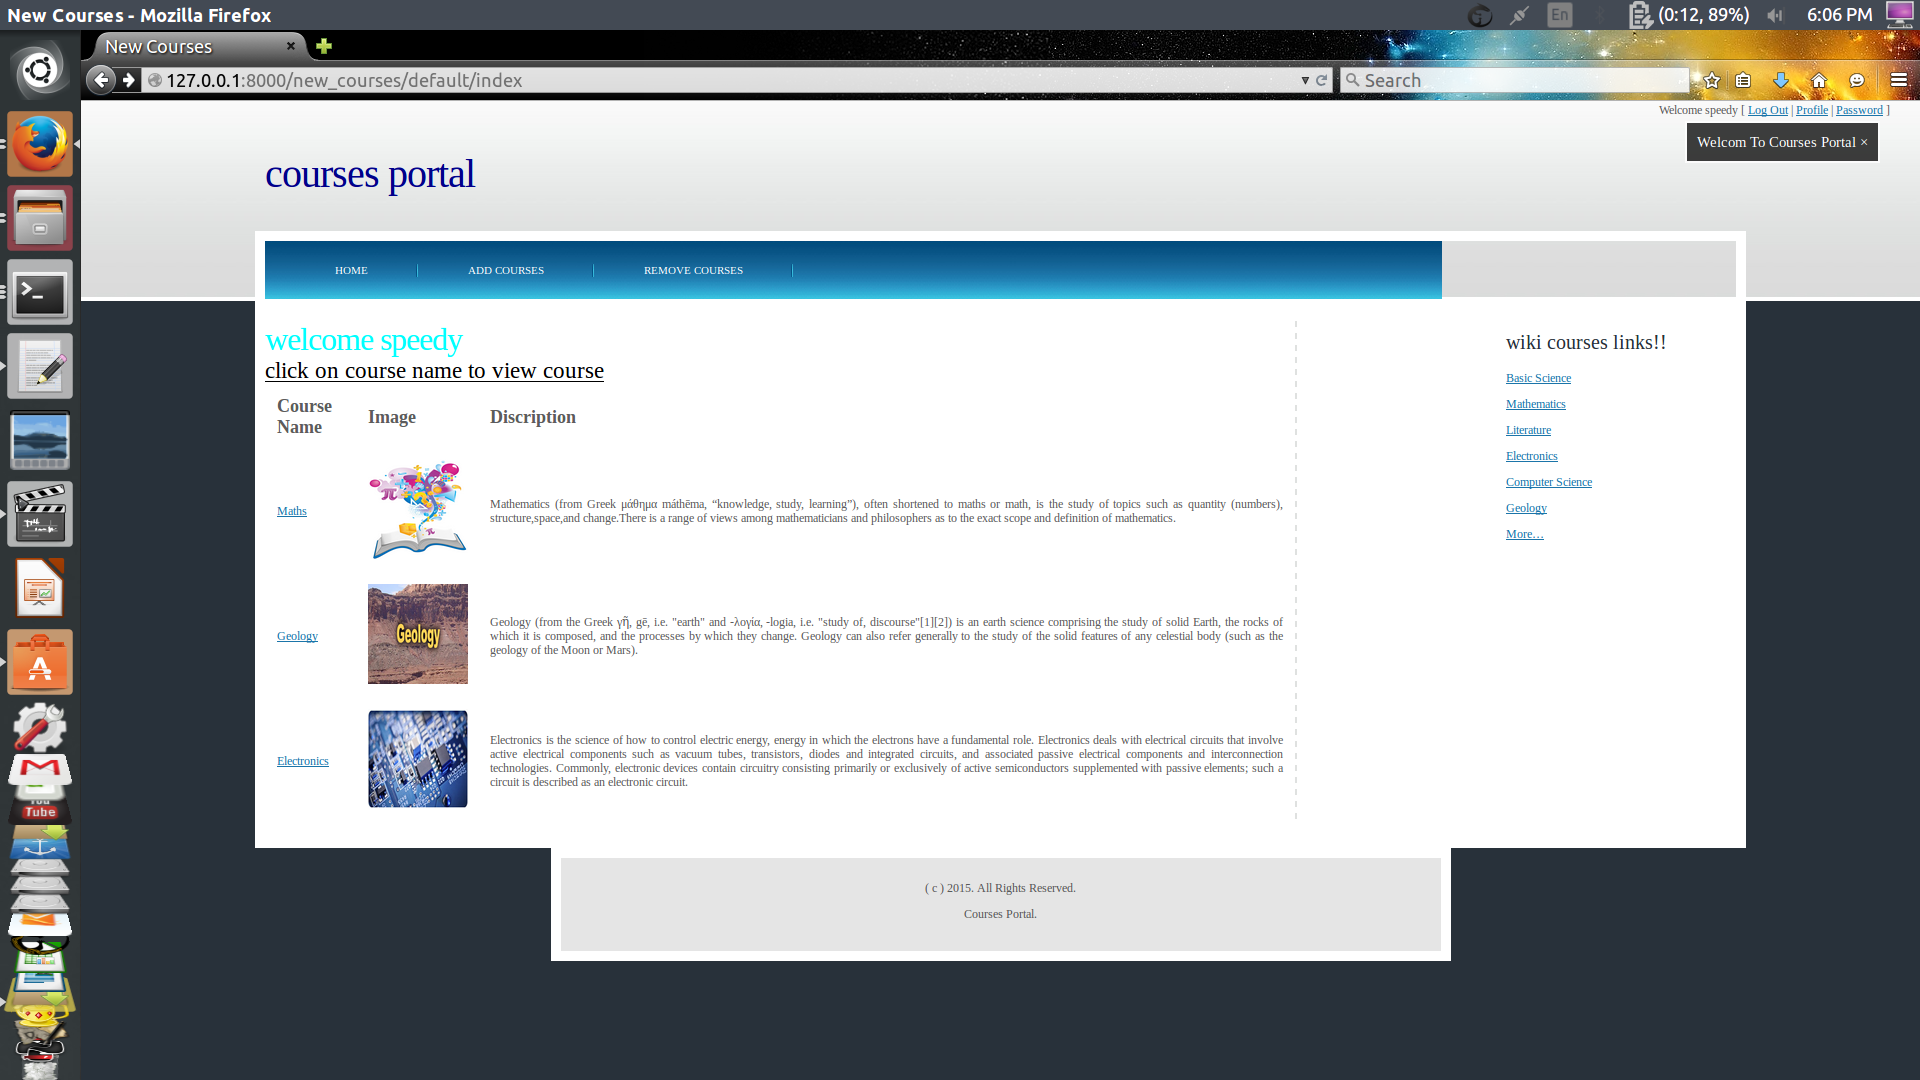 New Courses - Mozilla Firefox
En
(0:12, 89%)
6:06 PM
New Courses
127.0.0.1:8000/new_courses/default/index
Search
Welcome speedy [ Log Out | Profile | Password ]
Welcom To Courses Portal ×
courses portal
HOME
ADD COURSES
REMOVE COURSES
welcome speedy
click on course name to view course
Course
Name
Image
Discription
Maths
Mathematics (from Greek μάθημα máthēma, “knowledge, study, learning”), often shortened to maths or math, is the study of topics such as quantity (numbers),
structure,space,and change.There is a range of views among mathematicians and philosophers as to the exact scope and definition of mathematics.
Geology
Geology
Geology (from the Greek γῆ, gē, i.e. "earth" and -λογία, -logia, i.e. "study of, discourse"[1][2]) is an earth science comprising the study of solid Earth, the rocks of
which it is composed, and the processes by which they change. Geology can also refer generally to the study of the solid features of any celestial body (such as the
geology of the Moon or Mars).
Electronics
Electronics is the science of how to control electric energy, energy in which the electrons have a fundamental role. Electronics deals with electrical circuits that involve
active electrical components such as vacuum tubes, transistors, diodes and integrated circuits, and associated passive electrical components and interconnection
technologies. Commonly, electronic devices contain circuitry consisting primarily or exclusively of active semiconductors supplemented with passive elements; such a
circuit is described as an electronic circuit.
wiki courses links!!
Basic Science
Mathematics
Literature
Electronics
Computer Science
Geology
More...
( c ) 2015. All Rights Reserved.
Courses Portal.
Tube